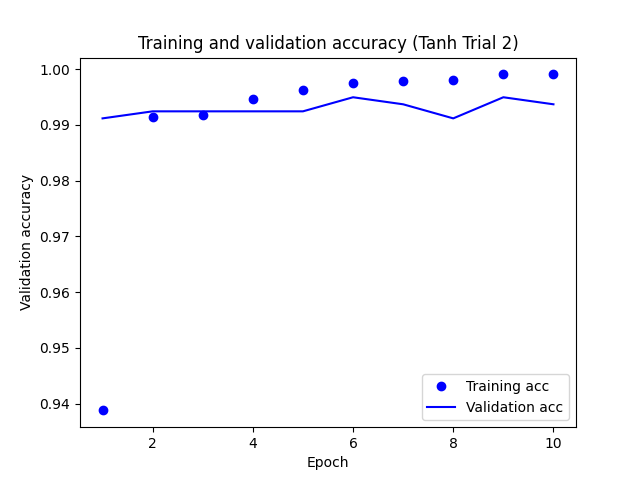 Training and validation accuracy (Tanh Trial 2)
1.00
0.99
0.98
0.97
0.96
0.95
0.94
Validation accuracy
Training acc
Validation acc
2 4 6 8 10
Epoch